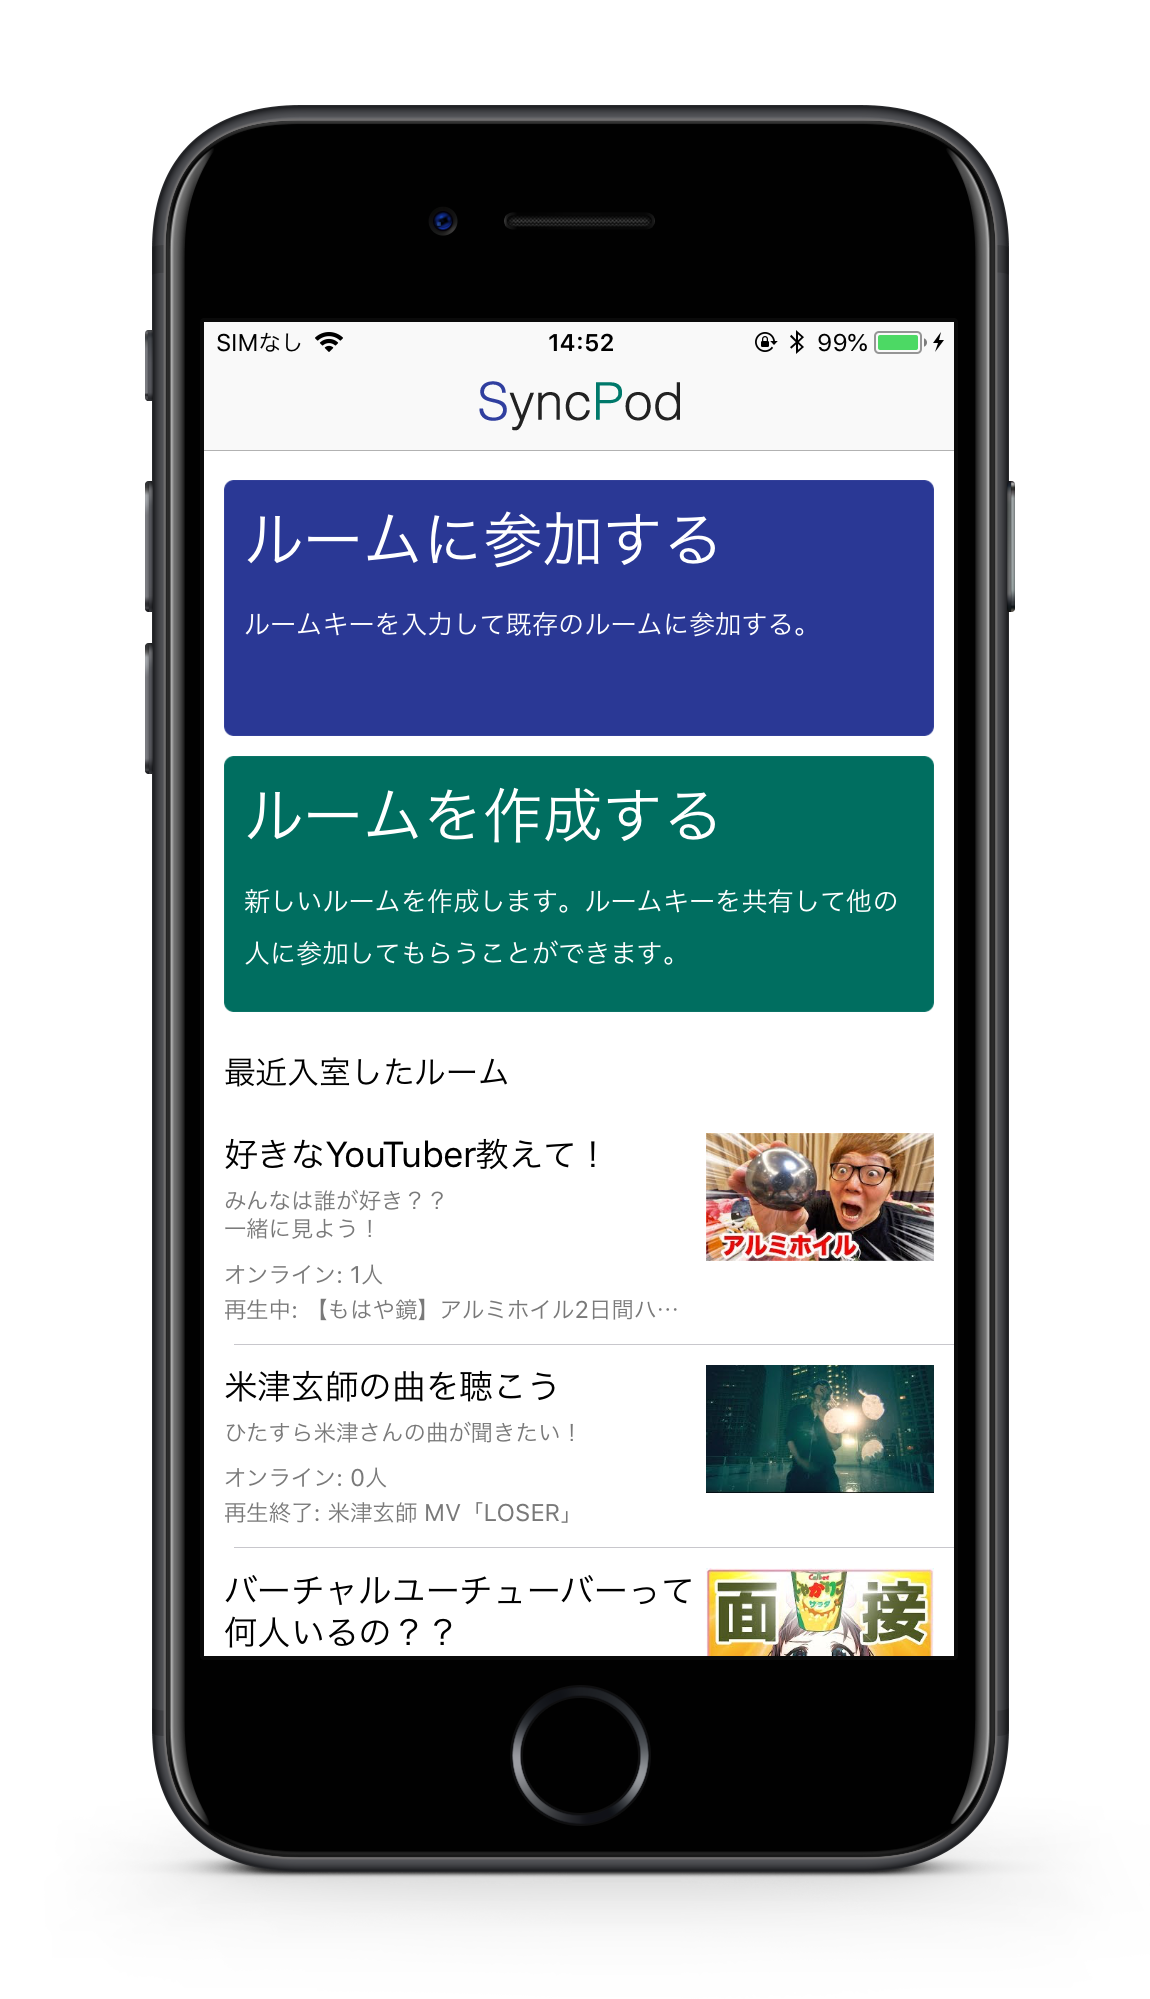 SIMなし 14:52 99%
SyncPod
ルームに参加する
ルームキーを入力して既存のルームに参加する。
ルームを作成する
新しいルームを作成します。ルームキーを共有して他の
人に参加してもらうことができます。
最近入室したルーム
好きなYouTuber教えて！
みんなは誰が好き？？
一緒に見よう！
オンライン: 1人
再生中: 【もはや鏡】アルミホイル2日間ハ…
アルミホイル
米津玄師の曲を聴こう
ひたすら米津さんの曲が聞きたい！
オンライン: 0人
再生終了: 米津玄師 MV「LOSER」
バーチャルユーチューバーって
何人いるの？？
面接
Calbee
サラダ